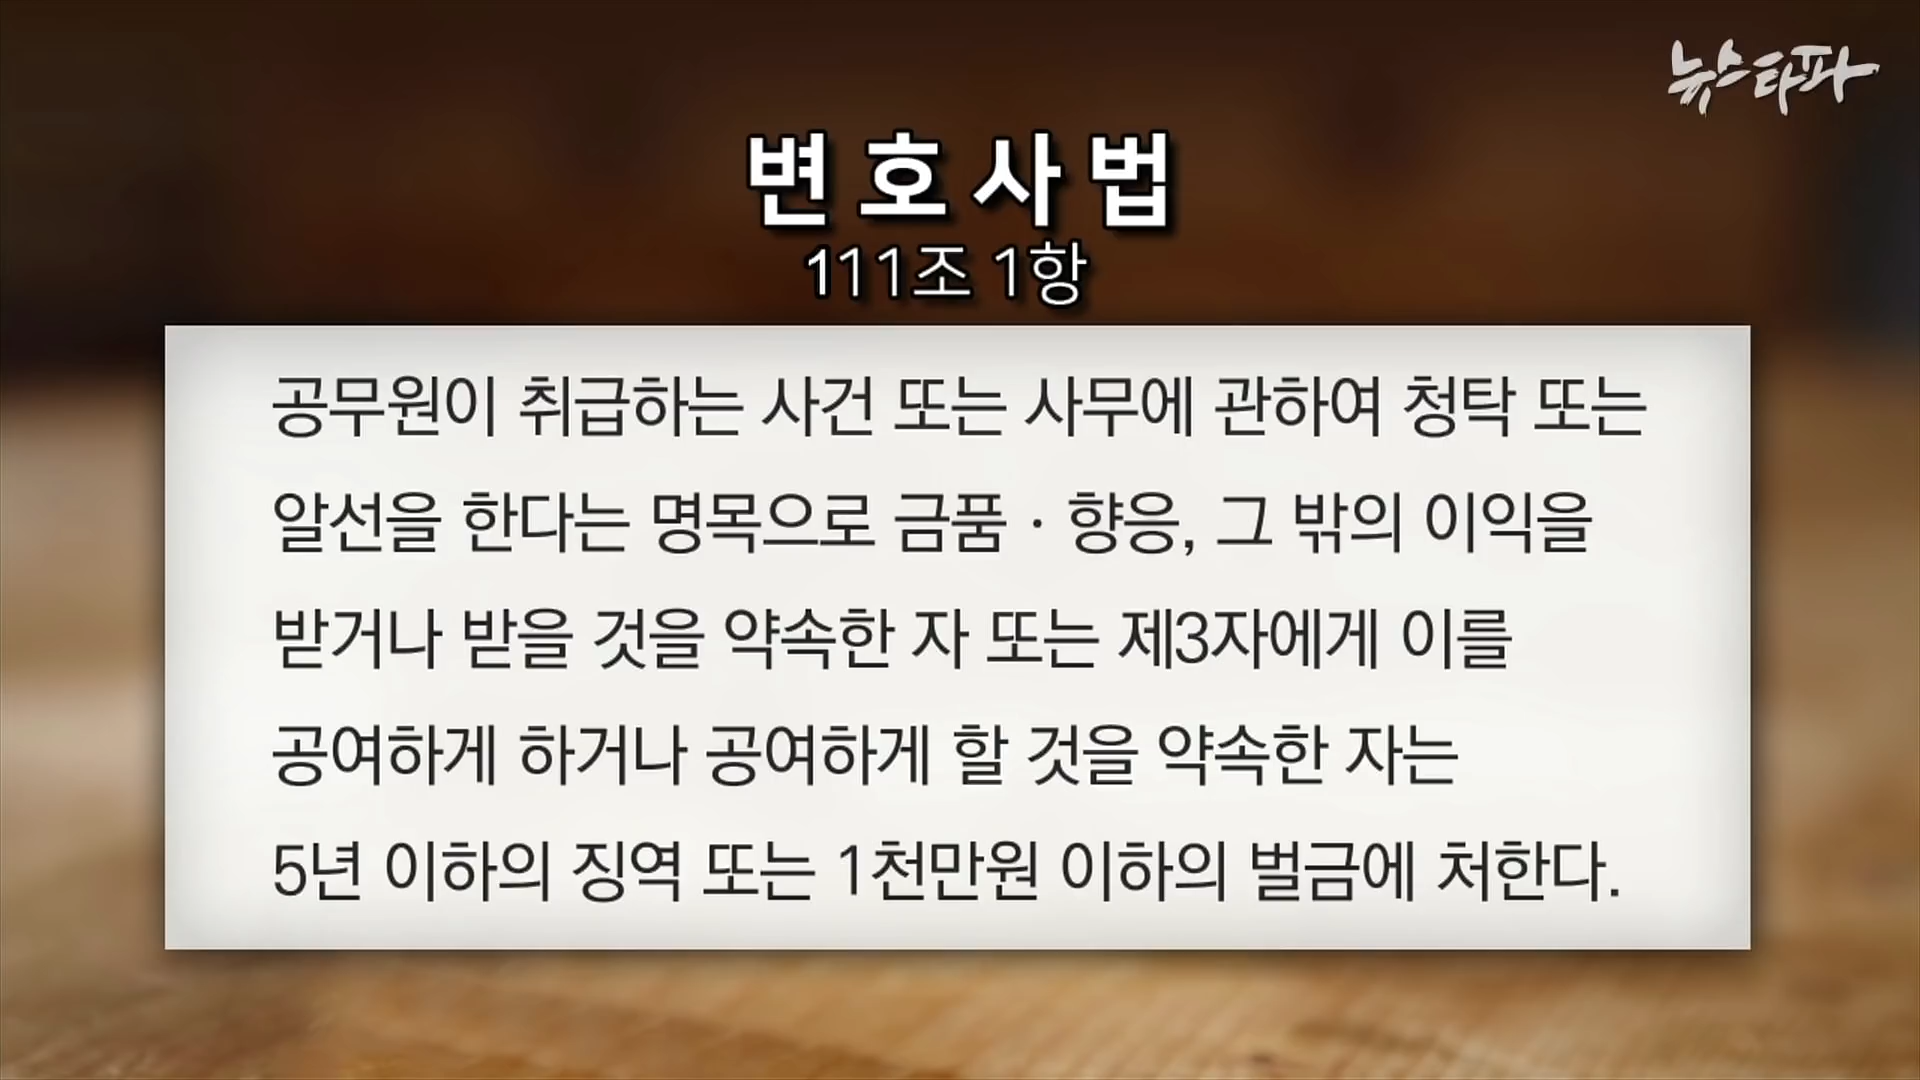 뉴스타파
변호사법
111조 1항
공무원이 취급하는 사건 또는 사무에 관하여 청탁 또는
알선을 한다는 명목으로 금품 · 향응, 그 밖의 이익을
받거나 받을 것을 약속한 자 또는 제3자에게 이를
공여하게 하거나 공여하게 할 것을 약속한 자는
5년 이하의 징역 또는 1천만원 이하의 벌금에 처한다.